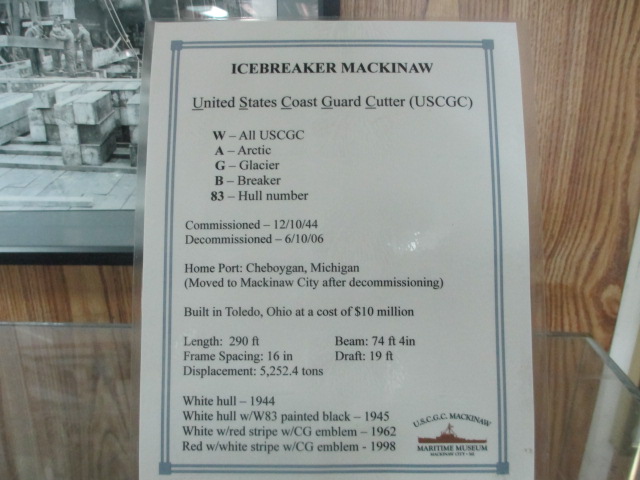 ICEBREAKER MACKINAW
United States Coast Guard Cutter (USCGC)
W – All USCGC
A – Arctic
G – Glacier
B – Breaker
83 – Hull number
Commissioned – 12/10/44
Decommissioned – 6/10/06
Home Port: Cheboygan, Michigan
(Moved to Mackinaw City after decommissioning)
Built in Toledo, Ohio at a cost of $10 million
Length: 290 ft Beam: 74 ft 4in
Frame Spacing: 16 in Draft: 19 ft
Displacement: 5,252.4 tons
White hull – 1944
White hull w/W83 painted black – 1945
White w/red stripe w/CG emblem – 1962
Red w/white stripe w/CG emblem - 1998
U.S.C.G.C. MACKINAW
MARITIME MUSEUM
MACKINAW CITY - MI